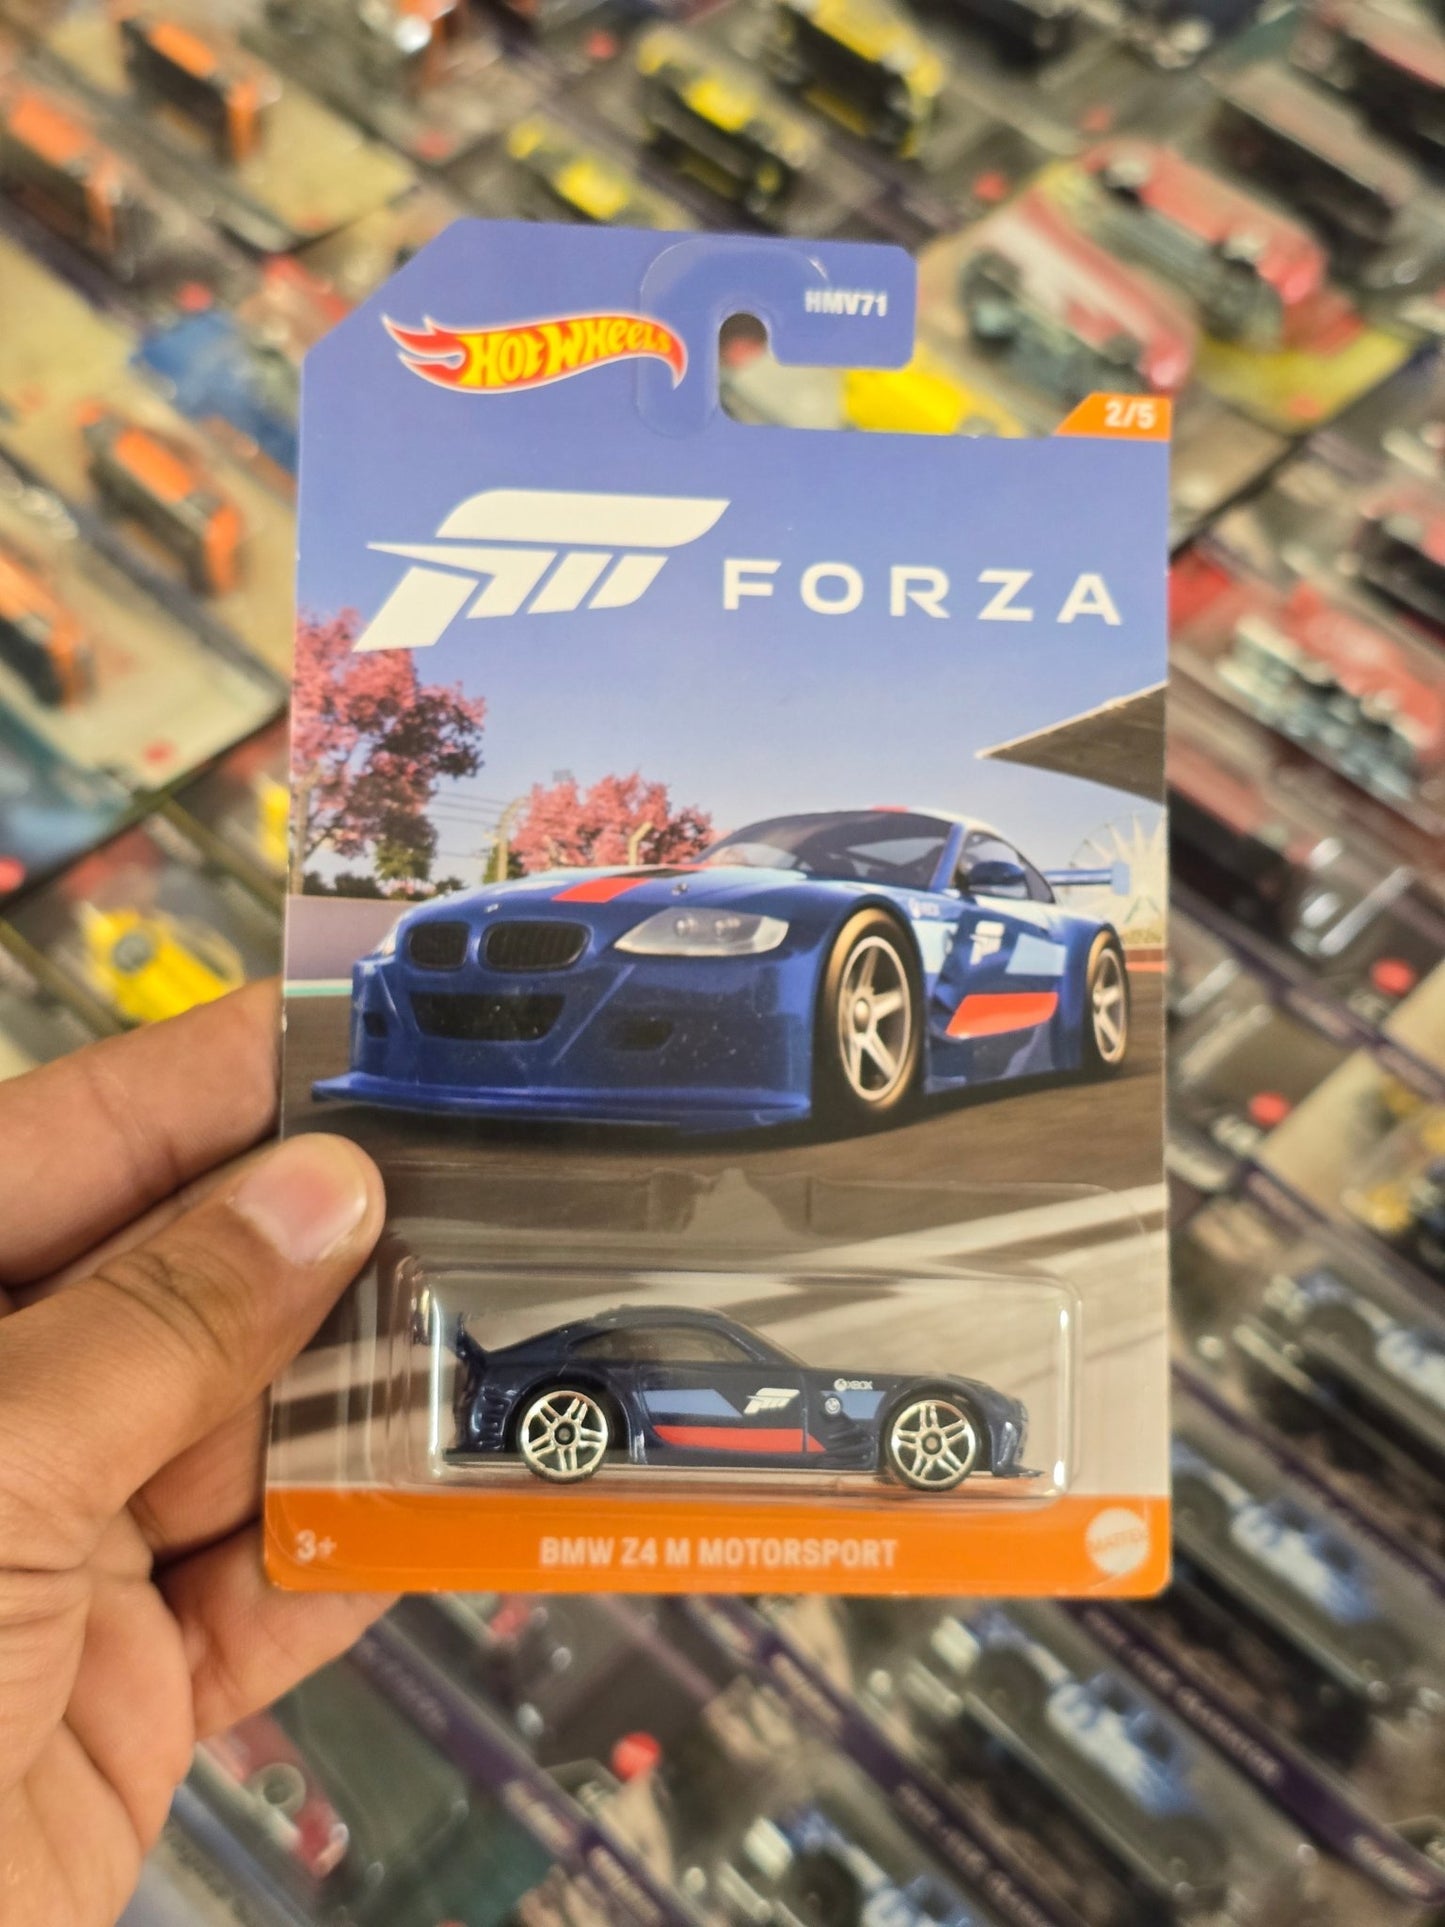 HMV71
HOT WHEELS
2/5
FORZA
XBOX
3+
BMW Z4 M MOTORSPORT
MATTEL